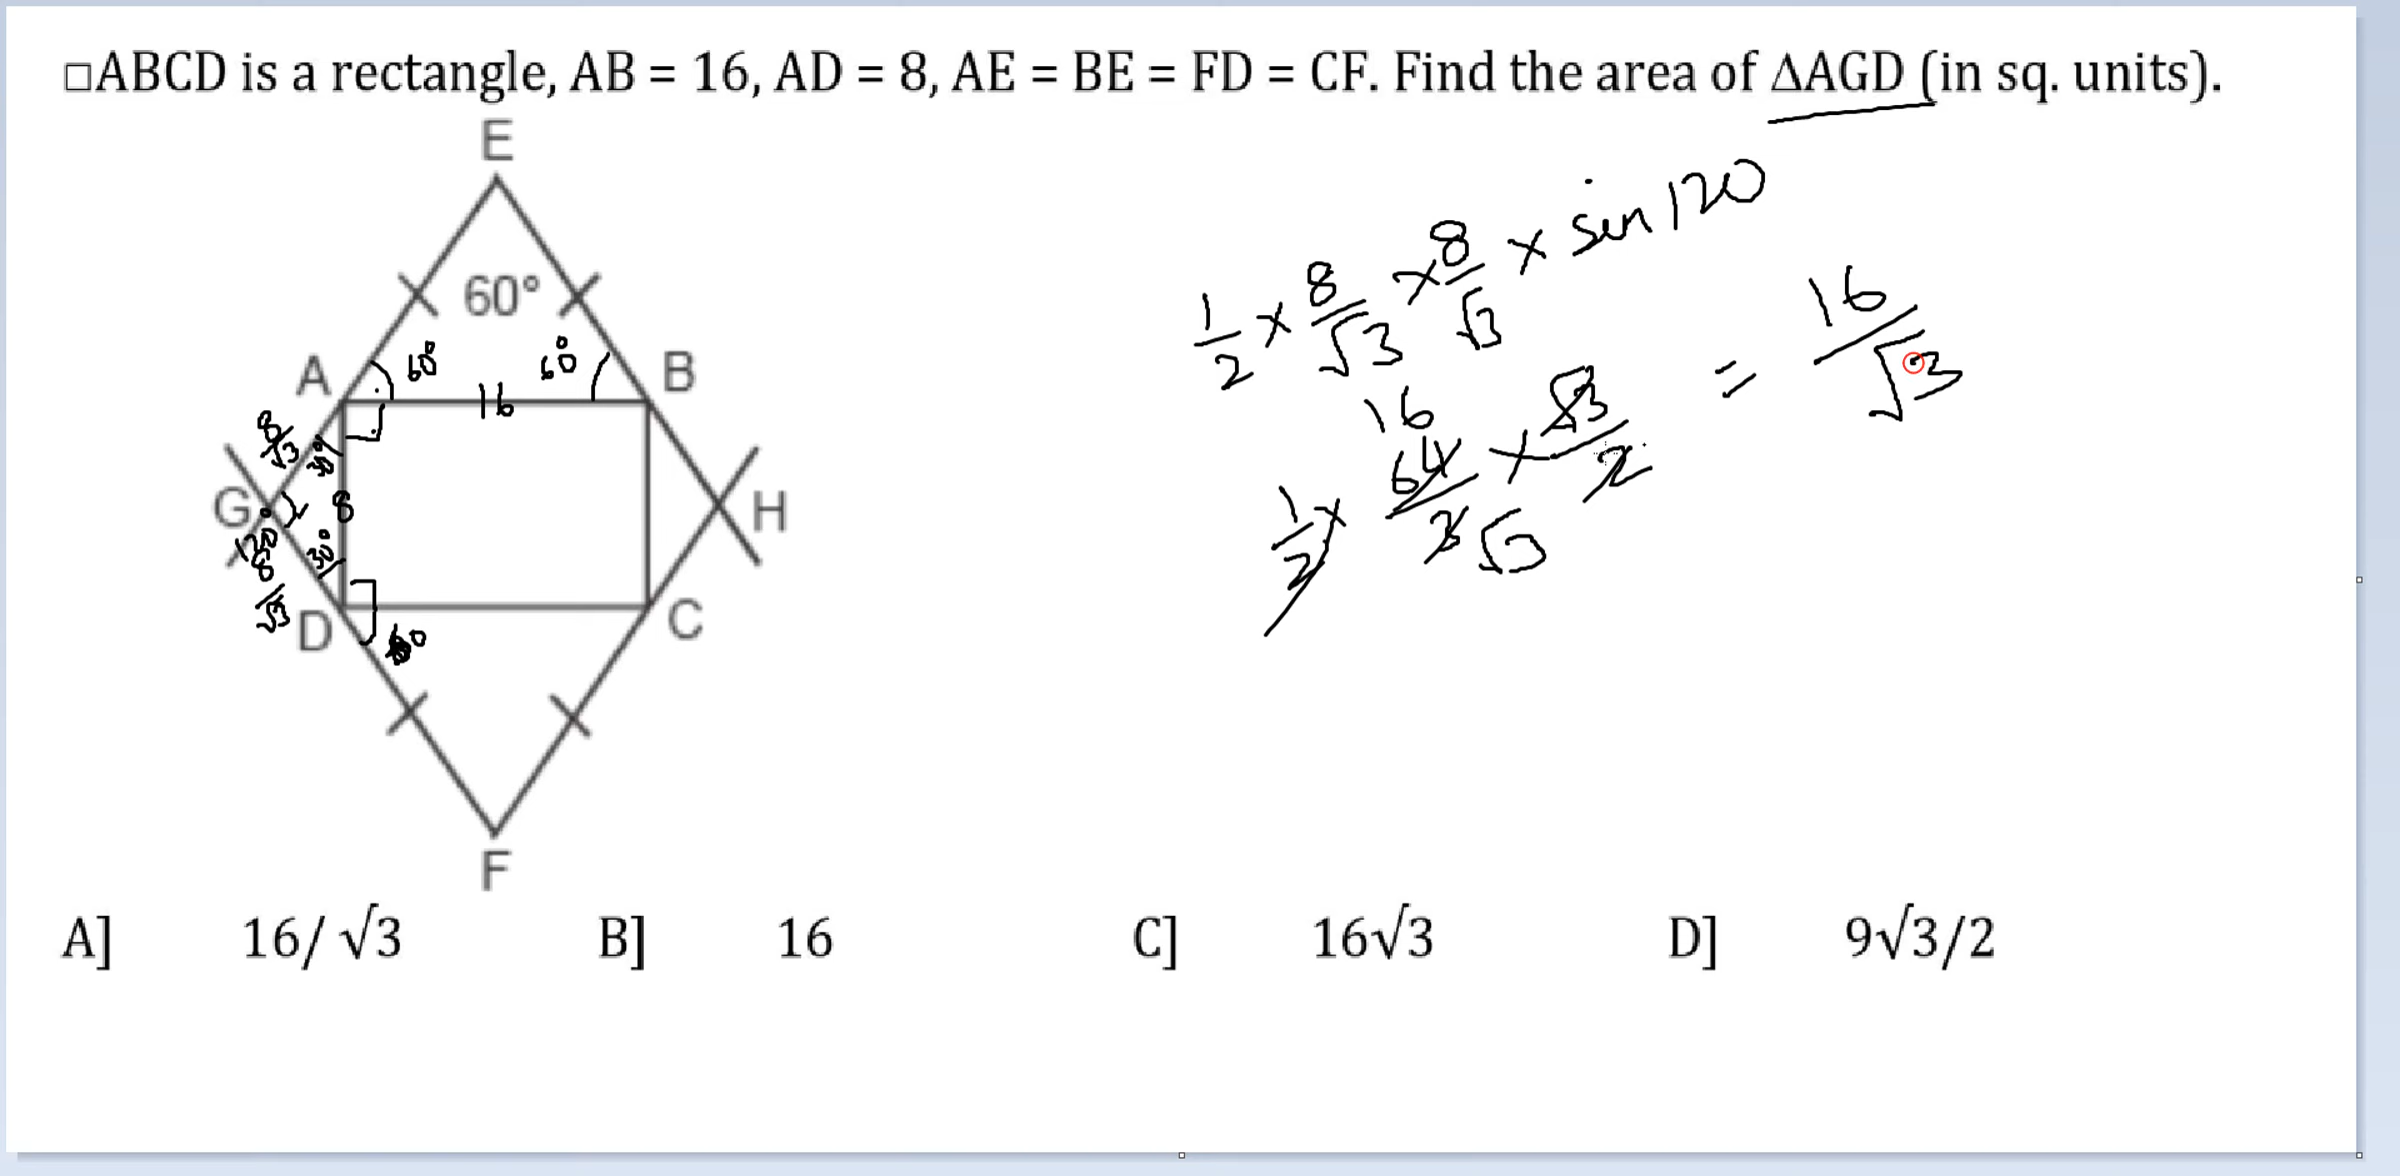 □ABCD is a rectangle, AB = 16, AD = 8, AE = BE = FD = CF. Find the area of ΔAGD (in sq. units).
E
60°
60° 60°
A B
16
8/√3
30°
G 8 H
120°
30°
8/√3
D C
60
F
1/2 × 8/√3 × 8/√3 × sin 120
16
1/2 × 64/3 × √3/2 = 16/√3
√3
A] 16/ √3 B] 16 C] 16√3 D] 9√3/2